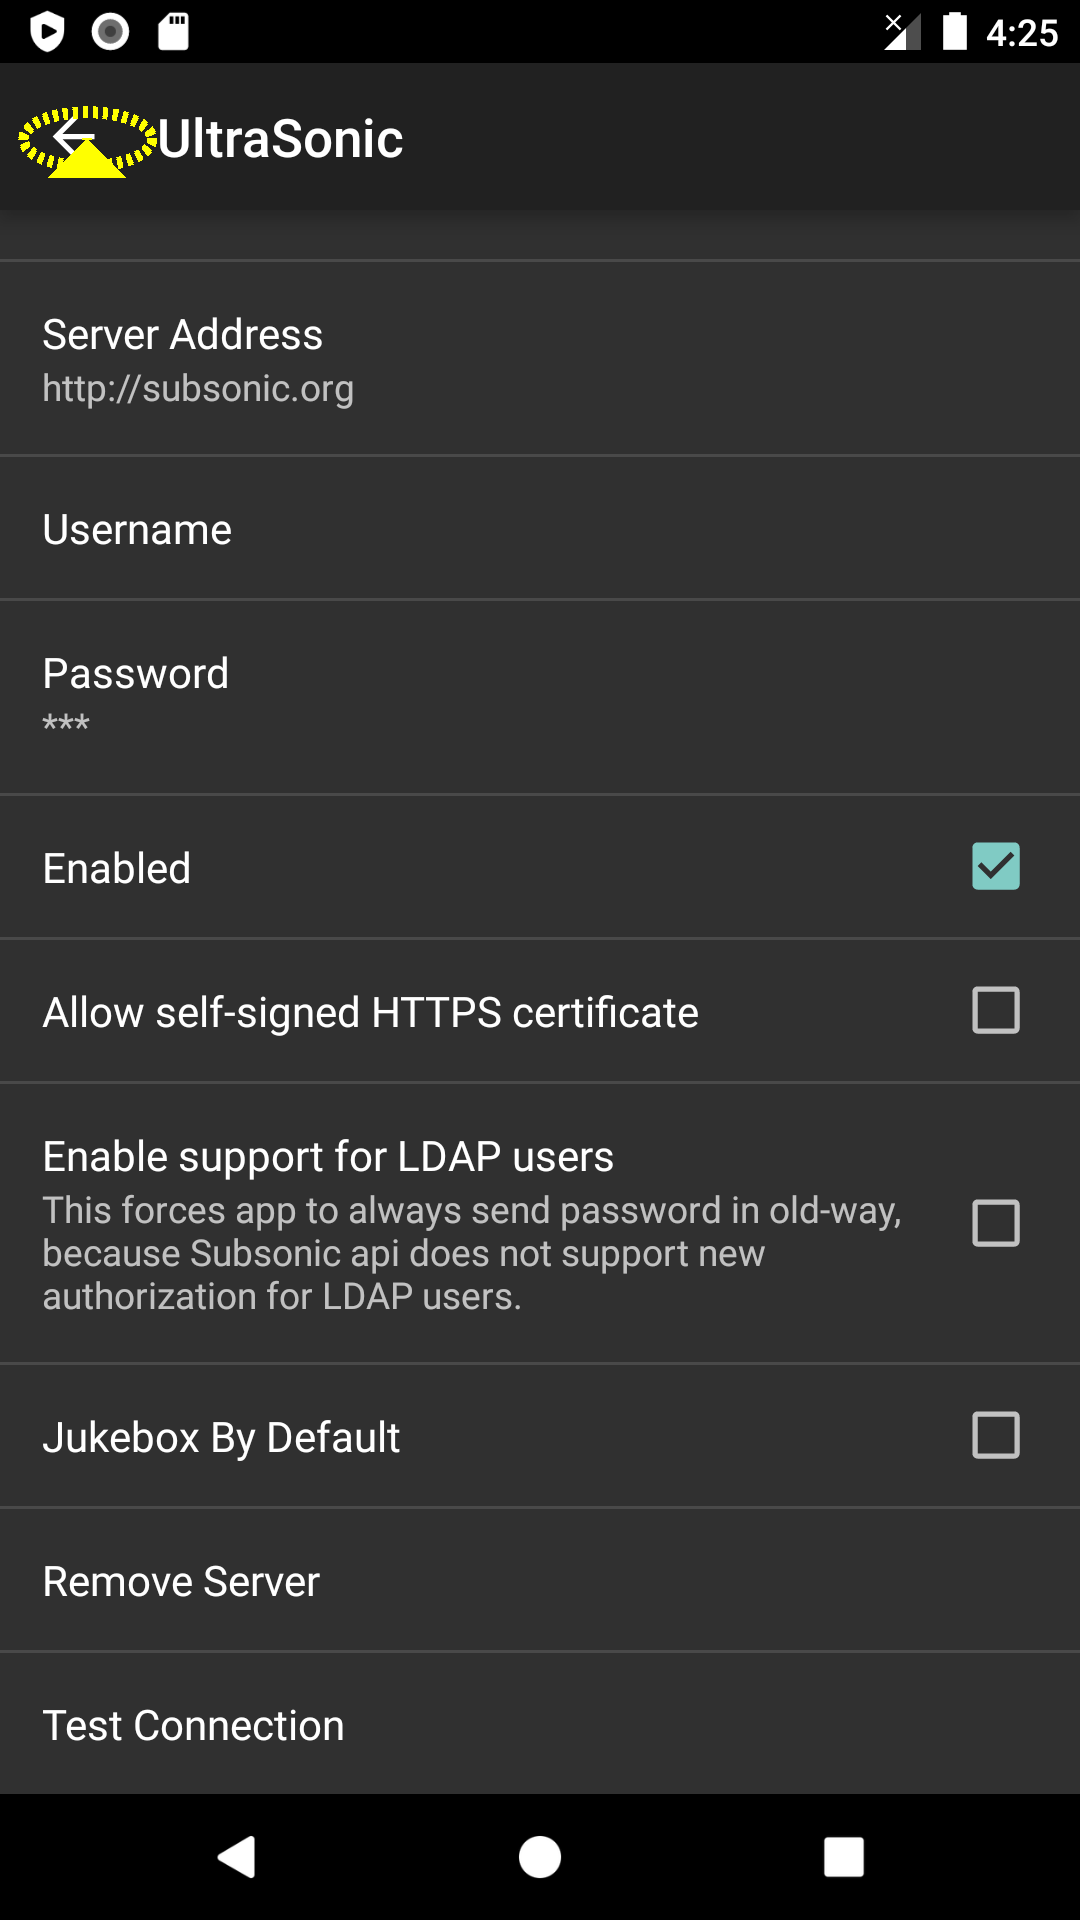 4:25
UltraSonic
Server Address
http://subsonic.org
Username
Password
***
Enabled
Allow self-signed HTTPS certificate
Enable support for LDAP users
This forces app to always send password in old-way,
because Subsonic api does not support new
authorization for LDAP users.
Jukebox By Default
Remove Server
Test Connection